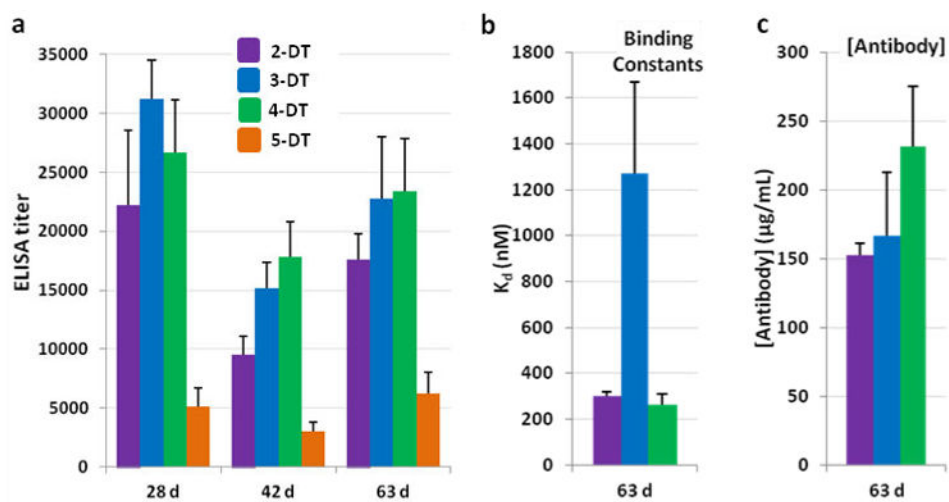 a
35000
30000
25000
20000
15000
10000
5000
0
ELISA titer
2-DT
3-DT
4-DT
5-DT
28 d
42 d
63 d
b
Binding
Constants
1800
1600
1400
1200
1000
800
600
400
200
0
Kd (nM)
63 d
c
[Antibody]
300
250
200
150
100
50
0
[Antibody] (µg/mL)
63 d